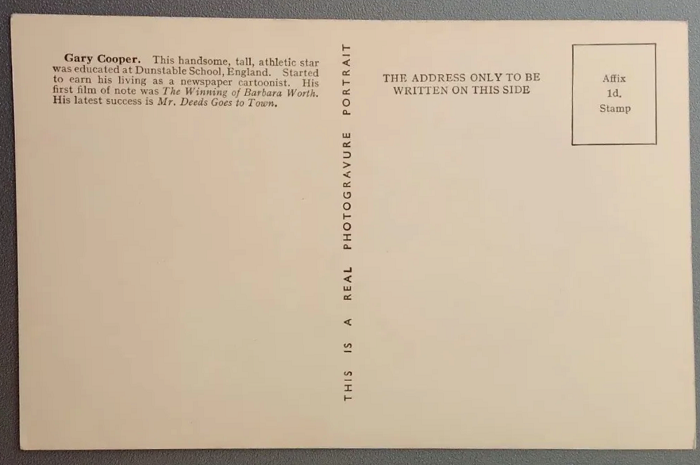 Gary Cooper. This handsome, tall, athletic star
was educated at Dunstable School, England. Started
to earn his living as a newspaper cartoonist. His
first film of note was The Winning of Barbara Worth.
His latest success is Mr. Deeds Goes to Town.
THIS IS A REAL PHOTOGRAVURE PORTRAIT
THE ADDRESS ONLY TO BE
WRITTEN ON THIS SIDE
Affix
1d.
Stamp